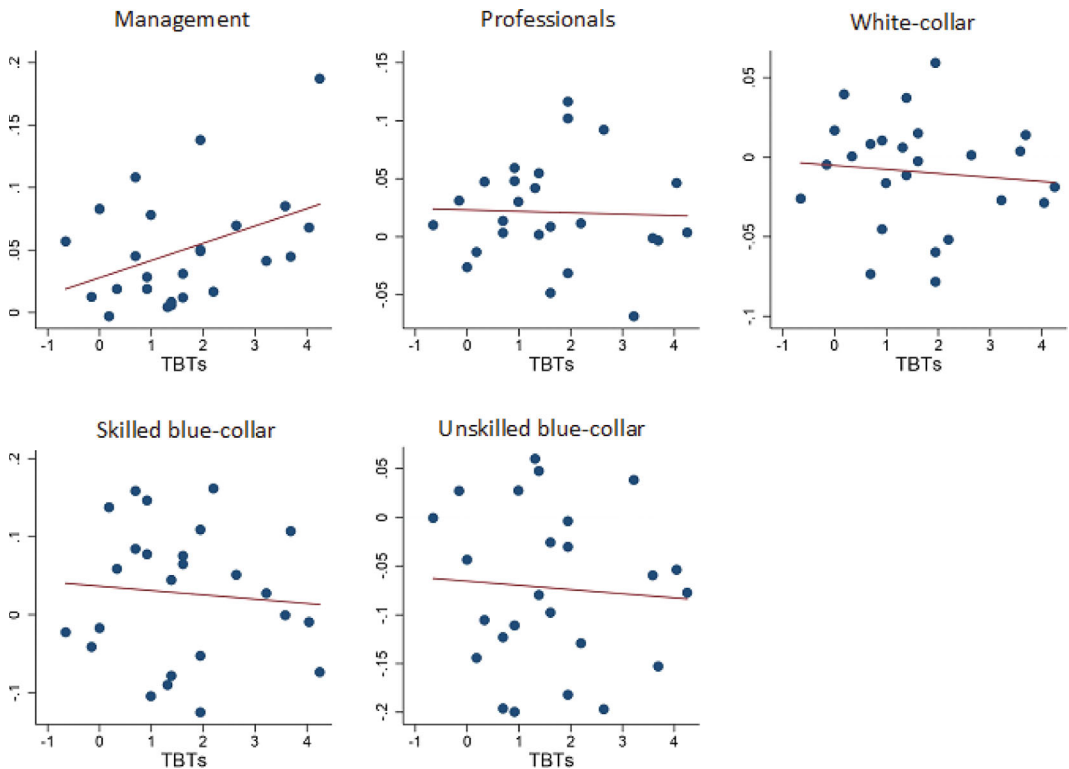 Management
Professionals
White-collar
.2
.15
.1
.05
0
-1 0 1 2 3 4
TBTs
.15
.1
.05
0
-.05
-1 0 1 2 3 4
TBTs
.05
0
-.05
-.1
-1 0 1 2 3 4
TBTs
Skilled blue-collar
Unskilled blue-collar
.2
.1
0
-.1
-1 0 1 2 3 4
TBTs
.05
0
-.05
-.1
-.15
-.2
-1 0 1 2 3 4
TBTs